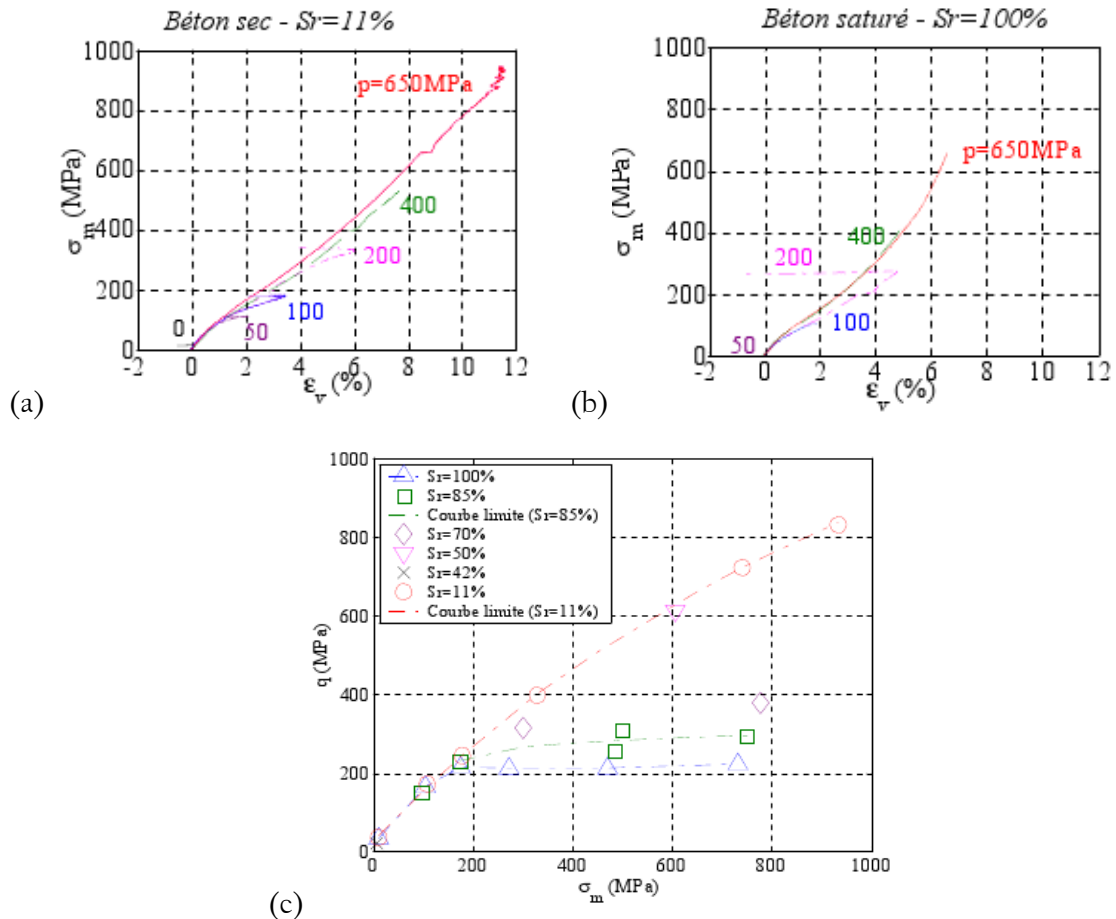 Béton sec - Sr=11%
1000
800
600
400
200
0
σm (MPa)
p=650MPa
400
200
100
50
0
-2 0 2 4 6 8 10 12
εv (%)
(a)
Béton saturé - Sr=100%
1000
800
600
400
200
0
σm (MPa)
p=650MPa
400
200
100
50
-2 0 2 4 6 8 10 12
εv (%)
(b)
1000
800
600
400
200
0
q (MPa)
Sr=100%
Sr=85%
Courbe limite (Sr=85%)
Sr=70%
Sr=50%
Sr=42%
Sr=11%
Courbe limite (Sr=11%)
0 200 400 600 800 1000
σm (MPa)
(c)